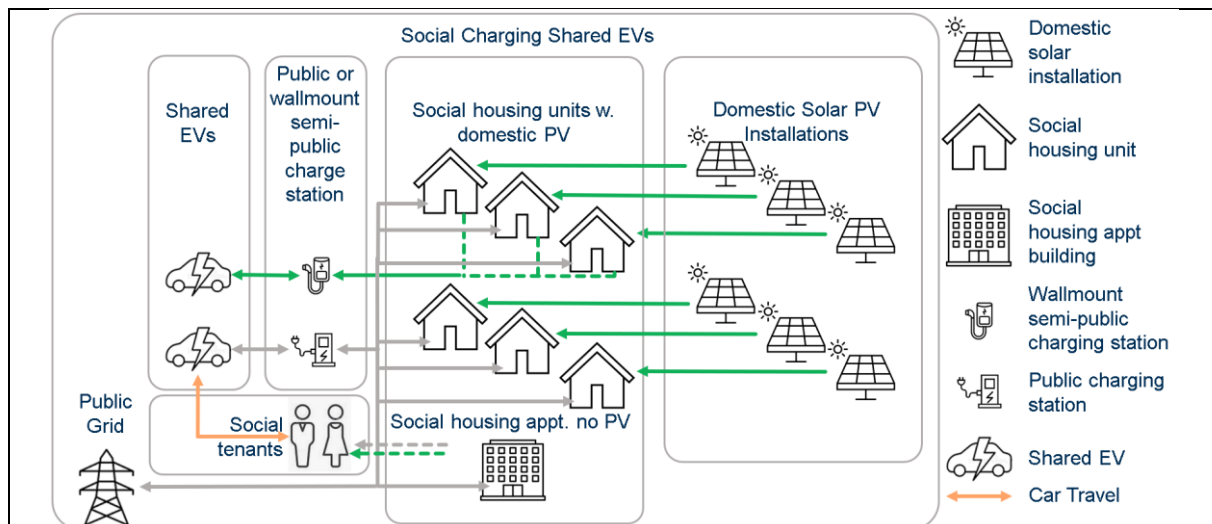 Social Charging Shared EVs
Shared
EVs
Public or
wallmount
semi-
public
charge
station
Social housing units w.
domestic PV
Domestic Solar PV
Installations
Public
Grid
Social
tenants
Social housing appt. no PV
Domestic
solar
installation
Social
housing unit
Social
housing appt
building
Wallmount
semi-public
charging station
Public charging
station
Shared EV
Car Travel